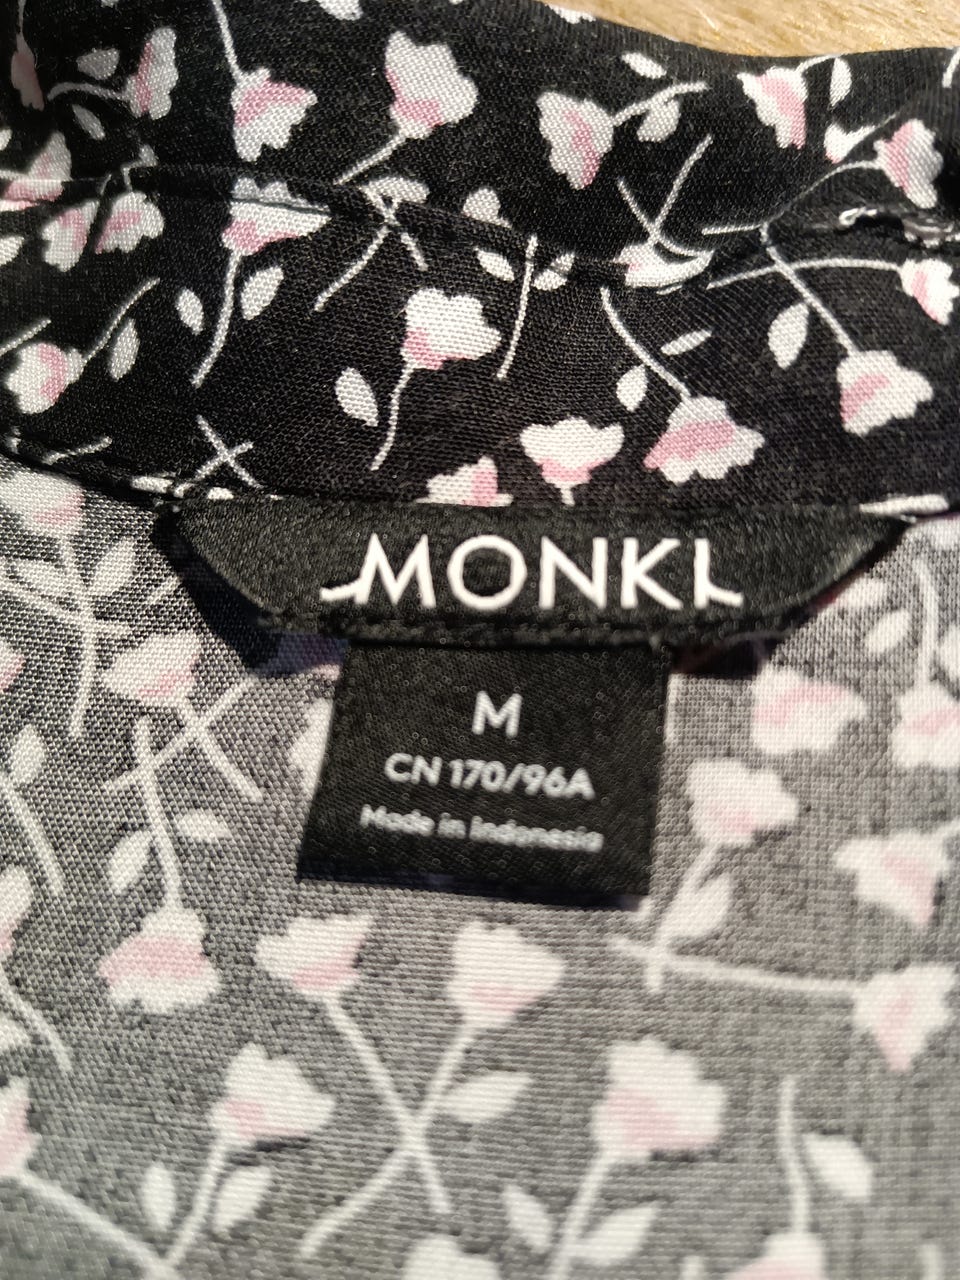 MONKI
M
CN 170/96A
Made in Indonesia